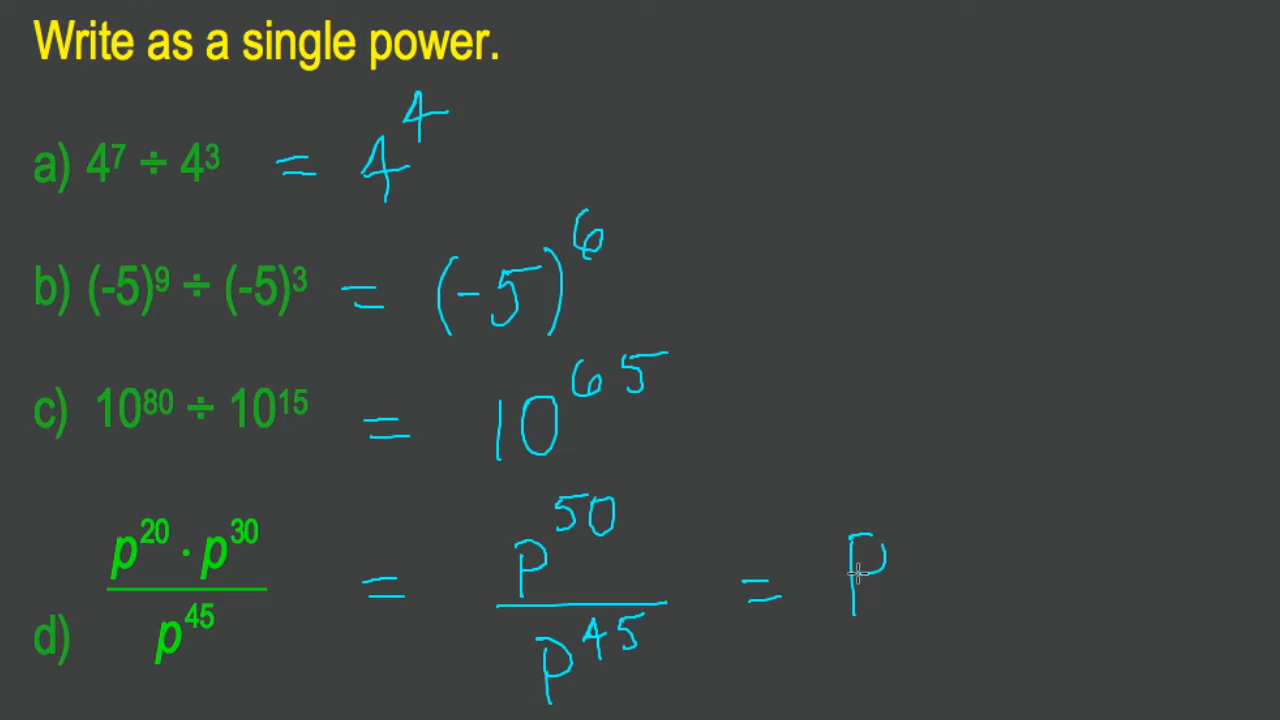 Write as a single power.
a) 4⁷ ÷ 4³ = 4⁴
b) (-5)⁹ ÷ (-5)³ = (-5)⁶
c) 10⁸⁰ ÷ 10¹⁵ = 10⁶⁵
d) p²⁰ · p³⁰ / p⁴⁵ = P⁵⁰ / P⁴⁵ = P